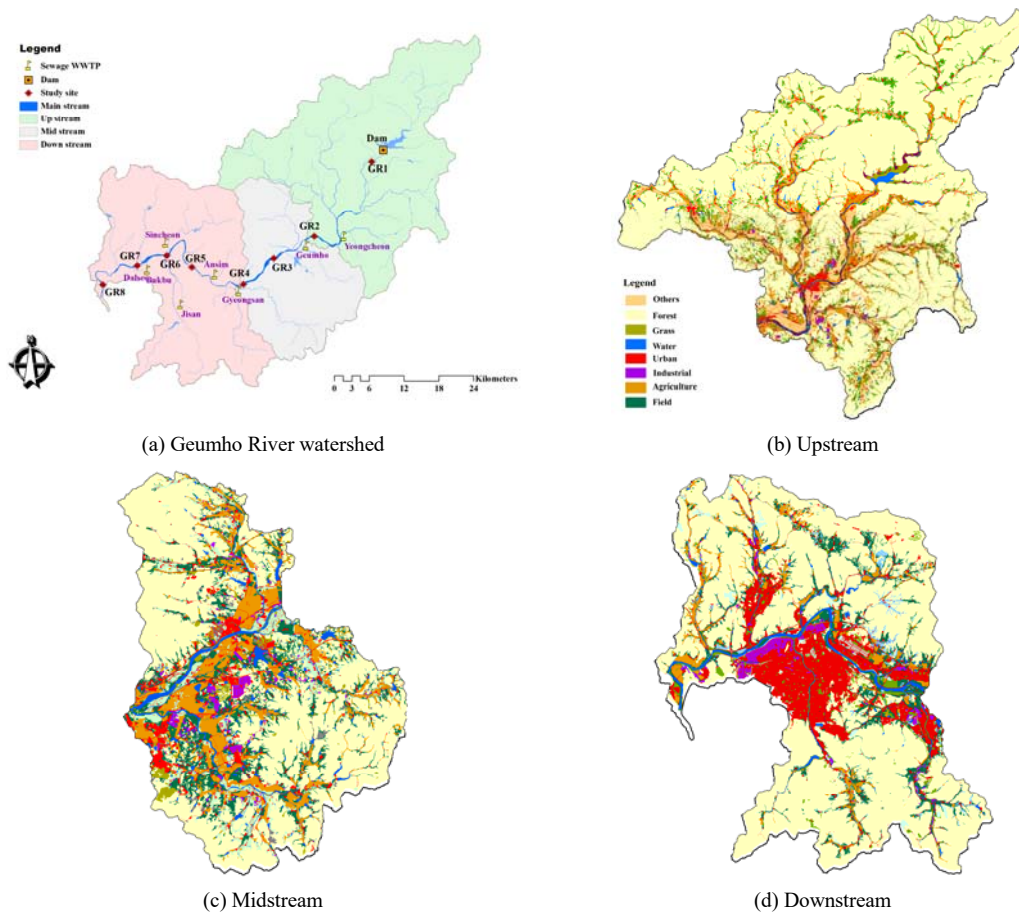 Legend
Sewage WWTP
Dam
Study site
Main stream
Up stream
Mid stream
Down stream
Dam
GR1
GR2
Yeongcheon
Geumho
GR3
Sincheon
GR7
GR5
GR6
Ansim
GR4
Dalseo
Bukbu
GR8
Gyeongsan
Jisan
Kilometers
0 3 6 12 18 24
(a) Geumho River watershed
Legend
Others
Forest
Grass
Water
Urban
Industrial
Agriculture
Field
(b) Upstream
(c) Midstream
(d) Downstream